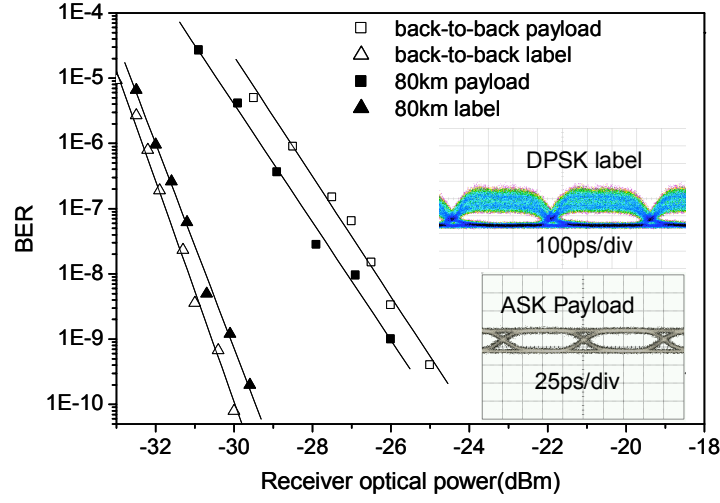 1E-4
1E-5
1E-6
1E-7
1E-8
1E-9
1E-10
BER
back-to-back payload
back-to-back label
80km payload
80km label
DPSK label
100ps/div
ASK Payload
25ps/div
-32 -30 -28 -26 -24 -22 -20 -18
Receiver optical power(dBm)